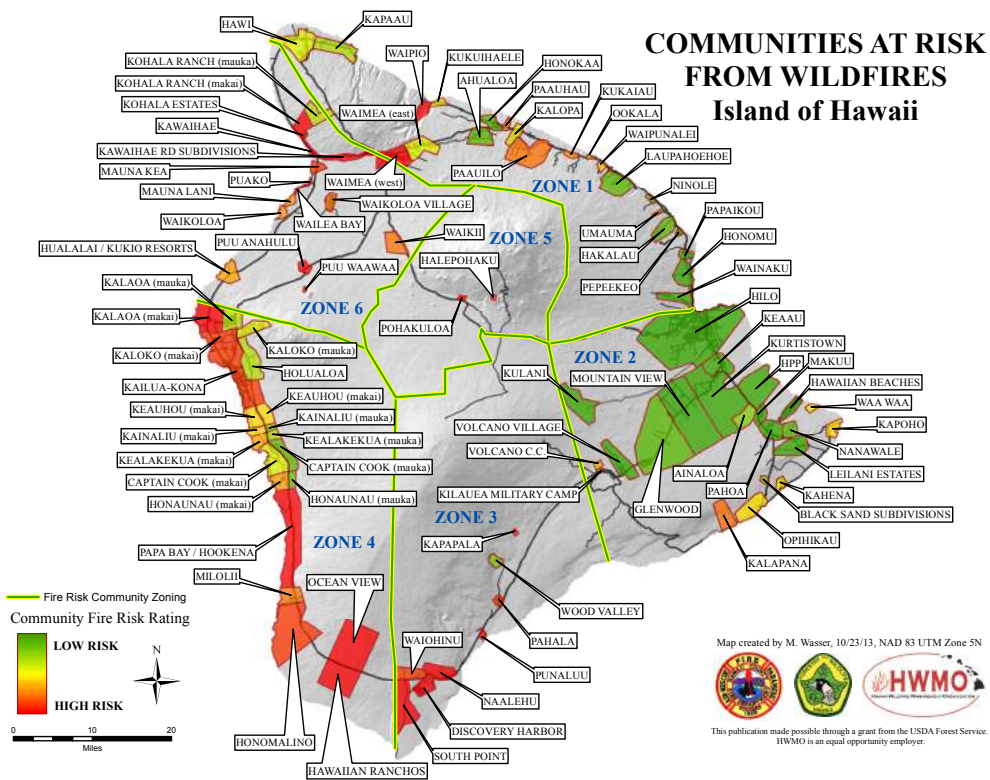 COMMUNITIES AT RISK
FROM WILDFIRES
Island of Hawaii
HAWI
KAPAAU
KOHALA RANCH (mauka)
KOHALA RANCH (makai)
KOHALA ESTATES
KAWAIHAE
KAWAIHAE RD SUBDIVISIONS
MAUNA KEA
PUAKO
MAUNA LANI
WAIKOLOA
WAILEA BAY
HUALALAI / KUKIO RESORTS
PUU ANAHULU
PUU WAAWAA
WAIPIO
KUKUIHAELE
WAIMEA (east)
AHUALOA
HONOKAA
PAAUHAU
KALOPA
KUKAIAU
OOKALA
WAIPUNALEI
LAUPAHOEHOE
PAAUILO
WAIMEA (west)
WAIKOLOA VILLAGE
WAIKII
HALEPOHAKU
POHAKULOA
NINOLE
UMAUMA
PAPAIKOU
HAKALAU
HONOMU
PEPEEKEO
WAINAKU
HILO
KEAAU
KURTISTOWN
MAKUU
HPP
HAWAIIAN BEACHES
WAA WAA
KAPOHO
NANAWALE
LEILANI ESTATES
KAHENA
BLACK SAND SUBDIVISIONS
OPIHIKAU
KALAPANA
PAHOA
AINALOA
GLENWOOD
MOUNTAIN VIEW
KULANI
VOLCANO VILLAGE
VOLCANO C.C.
KILAUEA MILITARY CAMP
ZONE 1
ZONE 5
ZONE 6
ZONE 2
ZONE 3
ZONE 4
KALAOA (mauka)
KALAOA (makai)
KALOKO (makai)
KALOKO (mauka)
HOLUALOA
KAILUA-KONA
KEAUHOU (makai)
KEAUHOU (makai)
KAINALIU (mauka)
KAINALIU (makai)
KEALAKEKUA (mauka)
KEALAKEKUA (makai)
CAPTAIN COOK (mauka)
CAPTAIN COOK (makai)
HONAUNAU (mauka)
HONAUNAU (makai)
PAPA BAY / HOOKENA
MILOLII
OCEAN VIEW
HONOMALINO
HAWAIIAN RANCHOS
KAPAPALA
WOOD VALLEY
PAHALA
PUNALUU
WAIOHINU
NAALEHU
DISCOVERY HARBOR
SOUTH POINT
Fire Risk Community Zoning
Community Fire Risk Rating
LOW RISK
HIGH RISK
N
0 10 20
Miles
Map created by M. Wasser, 10/23/13, NAD 83 UTM Zone 5N
FIRE
HWMO
HAWAII WILDFIRE MANAGEMENT ORGANIZATION
This publication made possible through a grant from the USDA Forest Service.
HWMO is an equal opportunity employer.